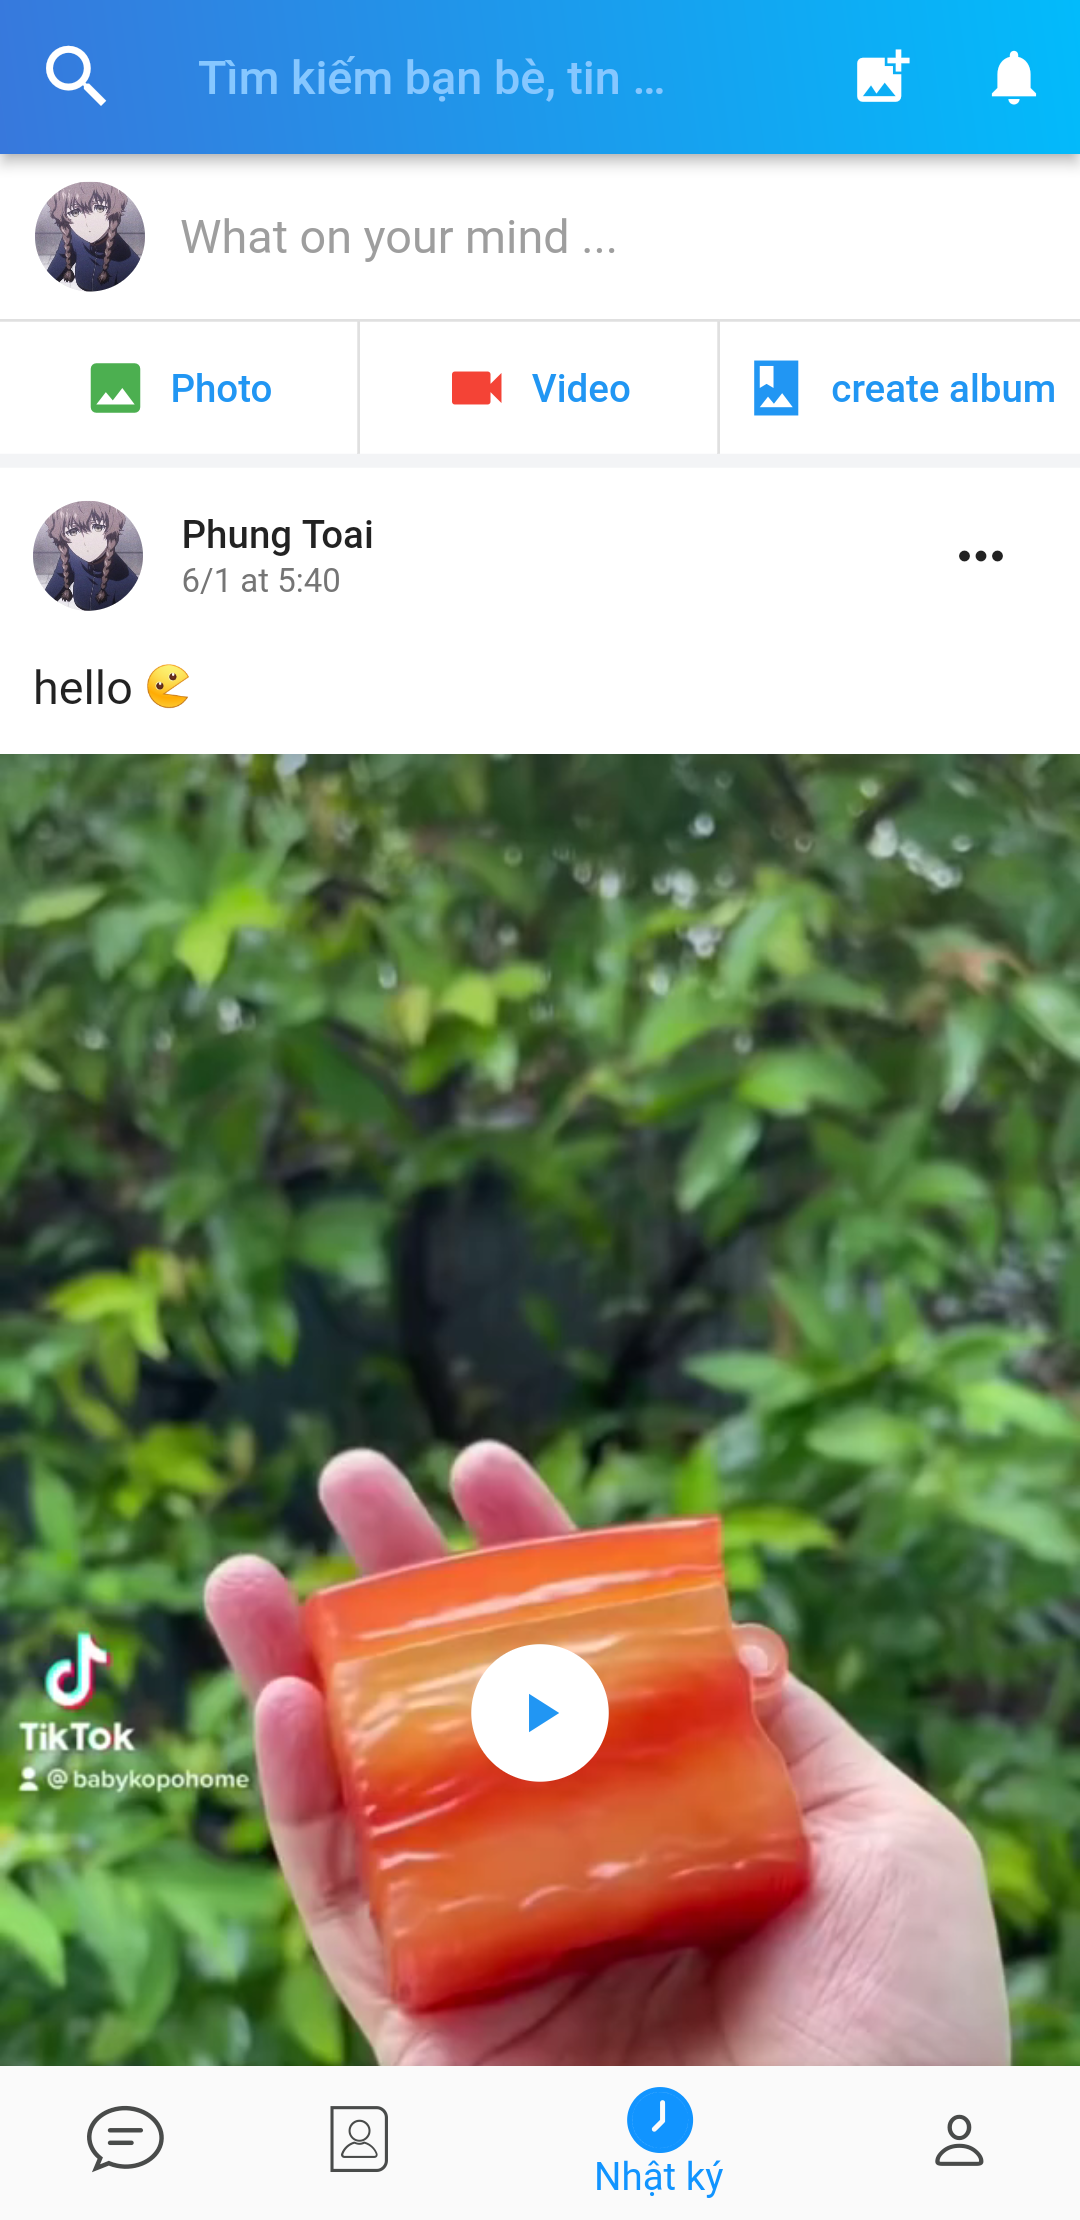 Tìm kiếm bạn bè, tin ...
What on your mind ...
Photo
Video
create album
Phung Toai
6/1 at 5:40
hello
TikTok
@babykopohome
Nhật ký